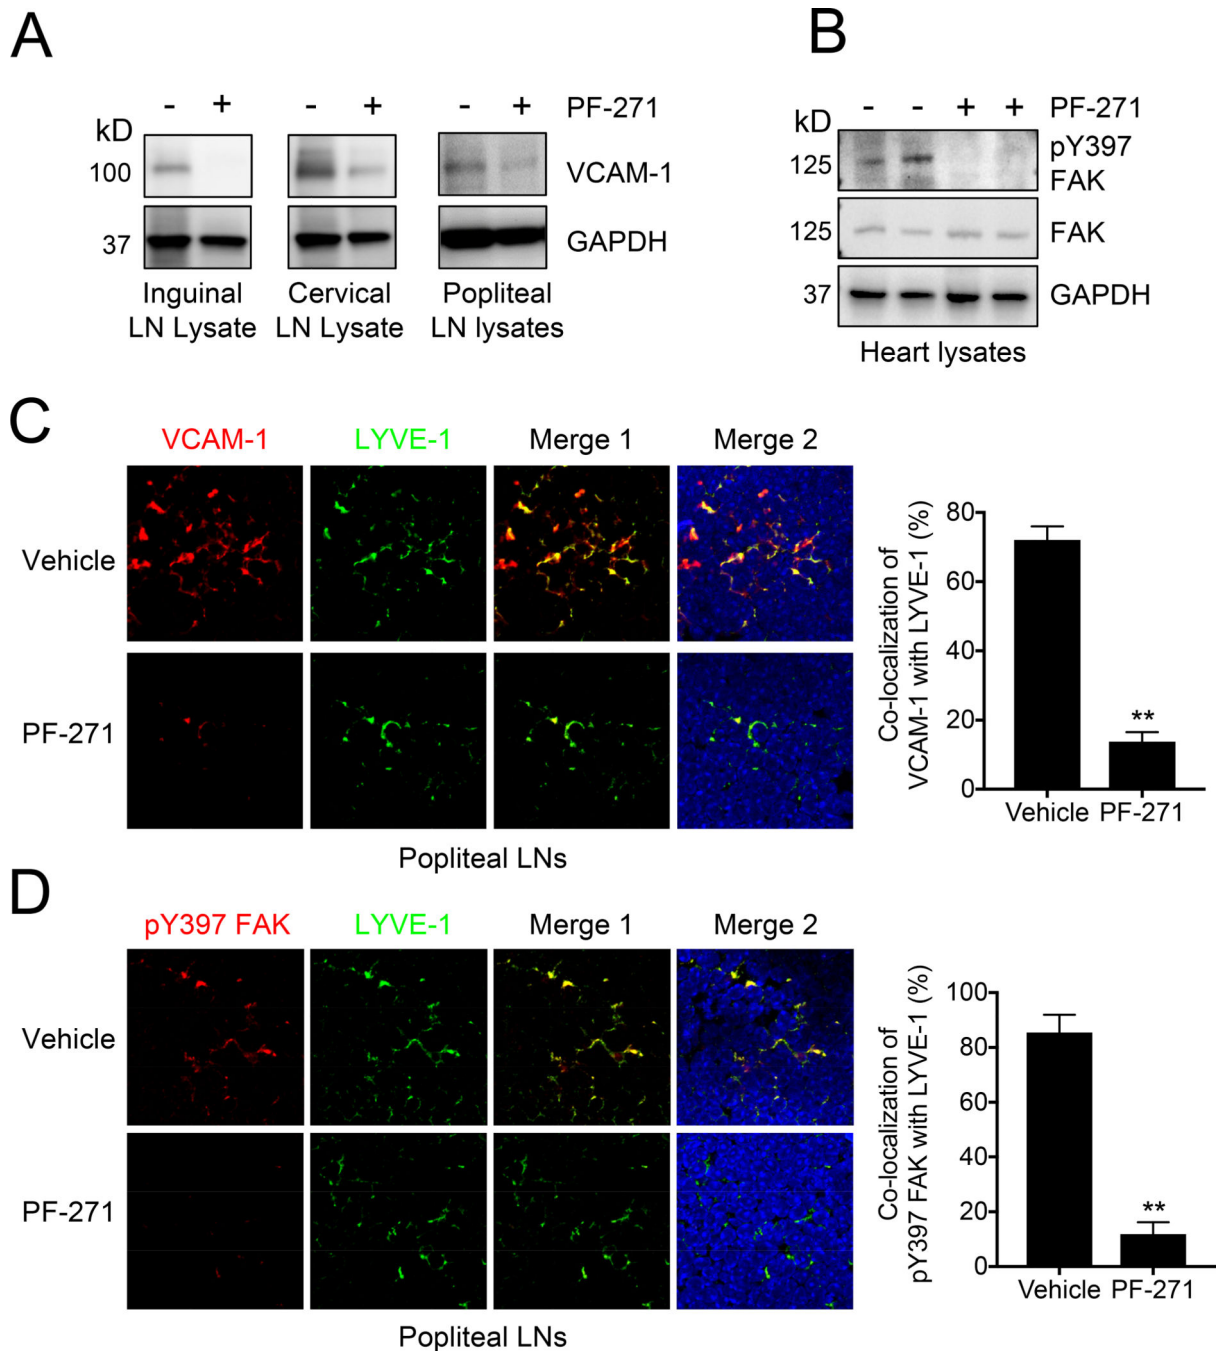 A
- + - + - + PF-271
kD
100 VCAM-1
37 GAPDH
Inguinal
LN Lysate
Cervical
LN Lysate
Popliteal
LN lysates
B
- - + + PF-271
kD
125 pY397
FAK
125 FAK
37 GAPDH
Heart lysates
C
VCAM-1 LYVE-1 Merge 1 Merge 2
Vehicle
PF-271
Popliteal LNs
Co-localization of
VCAM-1 with LYVE-1 (%)
80
60
40
20
0
**
Vehicle PF-271
D
pY397 FAK LYVE-1 Merge 1 Merge 2
Vehicle
PF-271
Popliteal LNs
Co-localization of
pY397 FAK with LYVE-1 (%)
100
80
60
40
20
0
**
Vehicle PF-271